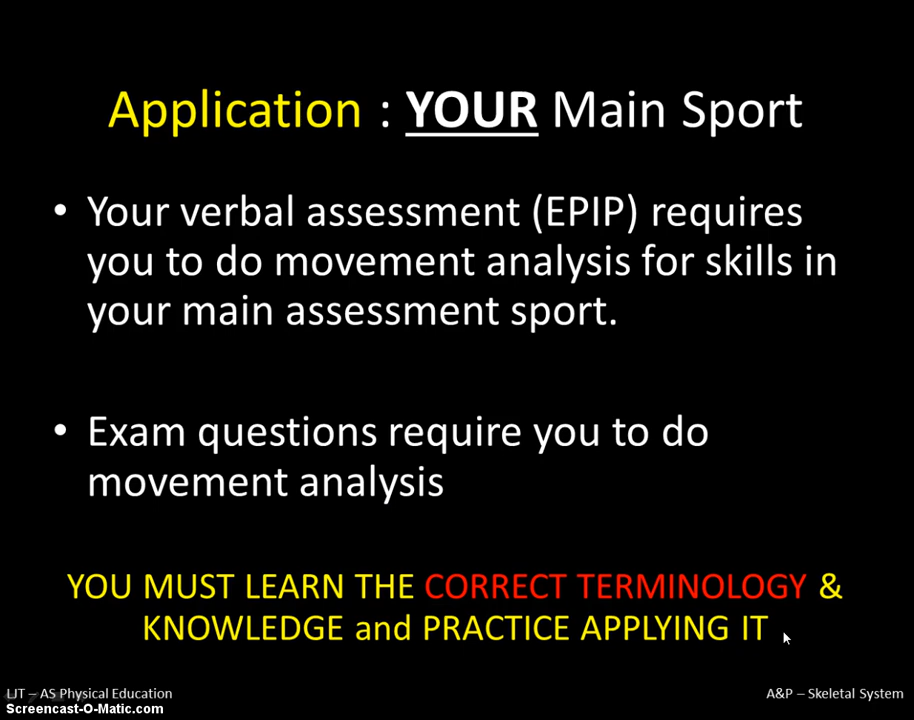 Application : YOUR Main Sport
• Your verbal assessment (EPIP) requires
you to do movement analysis for skills in
your main assessment sport.
• Exam questions require you to do
movement analysis
YOU MUST LEARN THE CORRECT TERMINOLOGY &
KNOWLEDGE and PRACTICE APPLYING IT
LJT – AS Physical Education
A&P – Skeletal System
Screencast-O-Matic.com